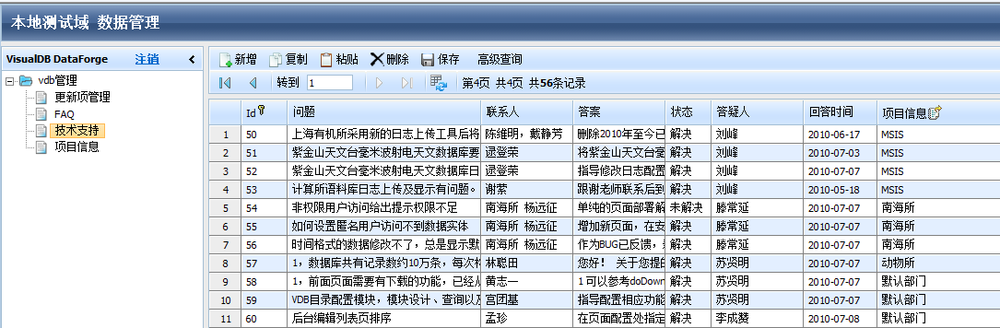 本地测试域 数据管理
VisualDB DataForge 注销
vdb管理
更新项管理
FAQ
技术支持
项目信息
新增 复制 粘贴 删除 保存 高级查询
转到 1 第4页 共4页 共56条记录
Id 问题 联系人 答案 状态 答疑人 回答时间 项目信息
1 50 上海有机所采用新的日志上传工具后将 陈维明，戴静芳 删除2010年至今已 解决 刘峰 2010-06-17 MSIS
2 51 紫金山天文台毫米波射电天文数据库要 逯登荣 将紫金山天文台毫 解决 刘峰 2010-07-03 MSIS
3 52 紫金山天文台毫米波射电天文数据库日 逯登荣 指导修改日志配置 解决 刘峰 2010-07-07 MSIS
4 53 计算所语料库日志上传及显示有问题。 谢萦 跟谢老师联系后到 解决 刘峰 2010-05-18 MSIS
5 54 非权限用户访问给出提示权限不足 南海所 杨远征 单纯的页面部署解 未解决 滕常延 2010-07-07 南海所
6 55 如何设置匿名用户访问不到数据实体 南海所 杨远征 增加新页面，在安 解决 滕常延 2010-07-07 南海所
7 56 时间格式的数据修改不了，总是显示默 南海所 杨远征 作为BUG已反馈， 解决 滕常延 2010-07-07 南海所
8 57 1，数据库共有记录数约10万条，每次 林聪田 您好！ 关于您提的 解决 苏贤明 2010-07-07 动物所
9 58 1，前面页面需要有下载的功能，已经从 黄志一 1 可以参考doDown 解决 苏贤明 2010-07-07 默认部门
10 59 VDB目录配置模块，模块设计、查询以及 宫团基 指导配置相应功能 解决 苏贤明 2010-07-07 默认部门
11 60 后台编辑列表页排序 孟珍 在页面配置处指定 解决 李成赞 2010-07-08 默认部门